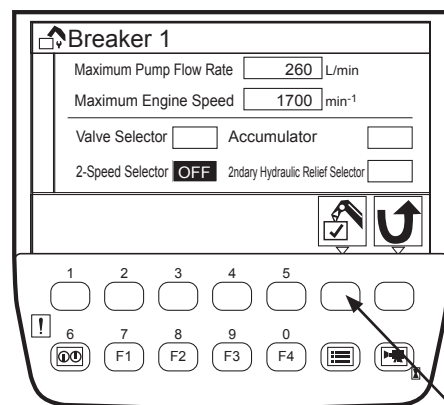 Breaker 1
Maximum Pump Flow Rate 260 L/min
Maximum Engine Speed 1700 min-1
Valve Selector Accumulator
2-Speed Selector OFF 2ndary Hydraulic Relief Selector
1 2 3 4 5
! 6 7 8 9 0
F1 F2 F3 F4